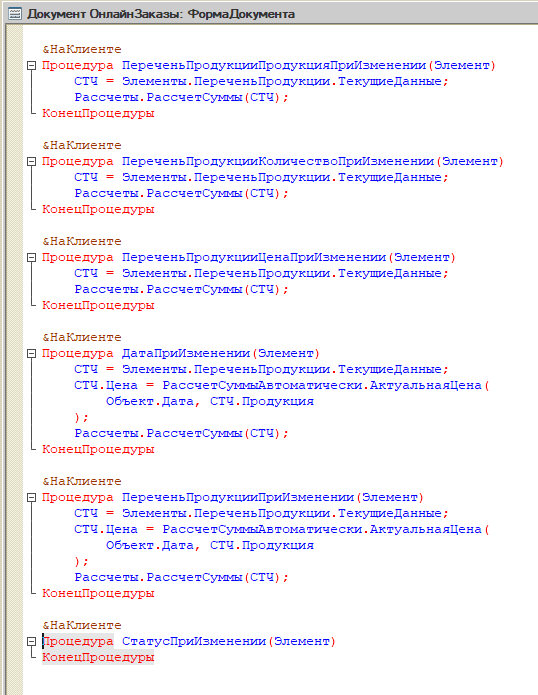 Документ ОнлайнЗаказы: ФормаДокумента
&НаКлиенте
Процедура ПереченьПродукцииПродукцияПриИзменении(Элемент)
СТЧ = Элементы.ПереченьПродукции.ТекущиеДанные;
Рассчеты.РассчетСуммы(СТЧ);
КонецПроцедуры
&НаКлиенте
Процедура ПереченьПродукцииКоличествоПриИзменении(Элемент)
СТЧ = Элементы.ПереченьПродукции.ТекущиеДанные;
Рассчеты.РассчетСуммы(СТЧ);
КонецПроцедуры
&НаКлиенте
Процедура ПереченьПродукцииЦенаПриИзменении(Элемент)
СТЧ = Элементы.ПереченьПродукции.ТекущиеДанные;
Рассчеты.РассчетСуммы(СТЧ);
КонецПроцедуры
&НаКлиенте
Процедура ДатаПриИзменении(Элемент)
СТЧ = Элементы.ПереченьПродукции.ТекущиеДанные;
СТЧ.Цена = РассчетСуммыАвтоматически.АктуальнаяЦена(
Объект.Дата, СТЧ.Продукция
);
Рассчеты.РассчетСуммы(СТЧ);
КонецПроцедуры
&НаКлиенте
Процедура ПереченьПродукцииПриИзменении(Элемент)
СТЧ = Элементы.ПереченьПродукции.ТекущиеДанные;
СТЧ.Цена = РассчетСуммыАвтоматически.АктуальнаяЦена(
Объект.Дата, СТЧ.Продукция
);
Рассчеты.РассчетСуммы(СТЧ);
КонецПроцедуры
&НаКлиенте
Процедура СтатусПриИзменении(Элемент)
КонецПроцедуры